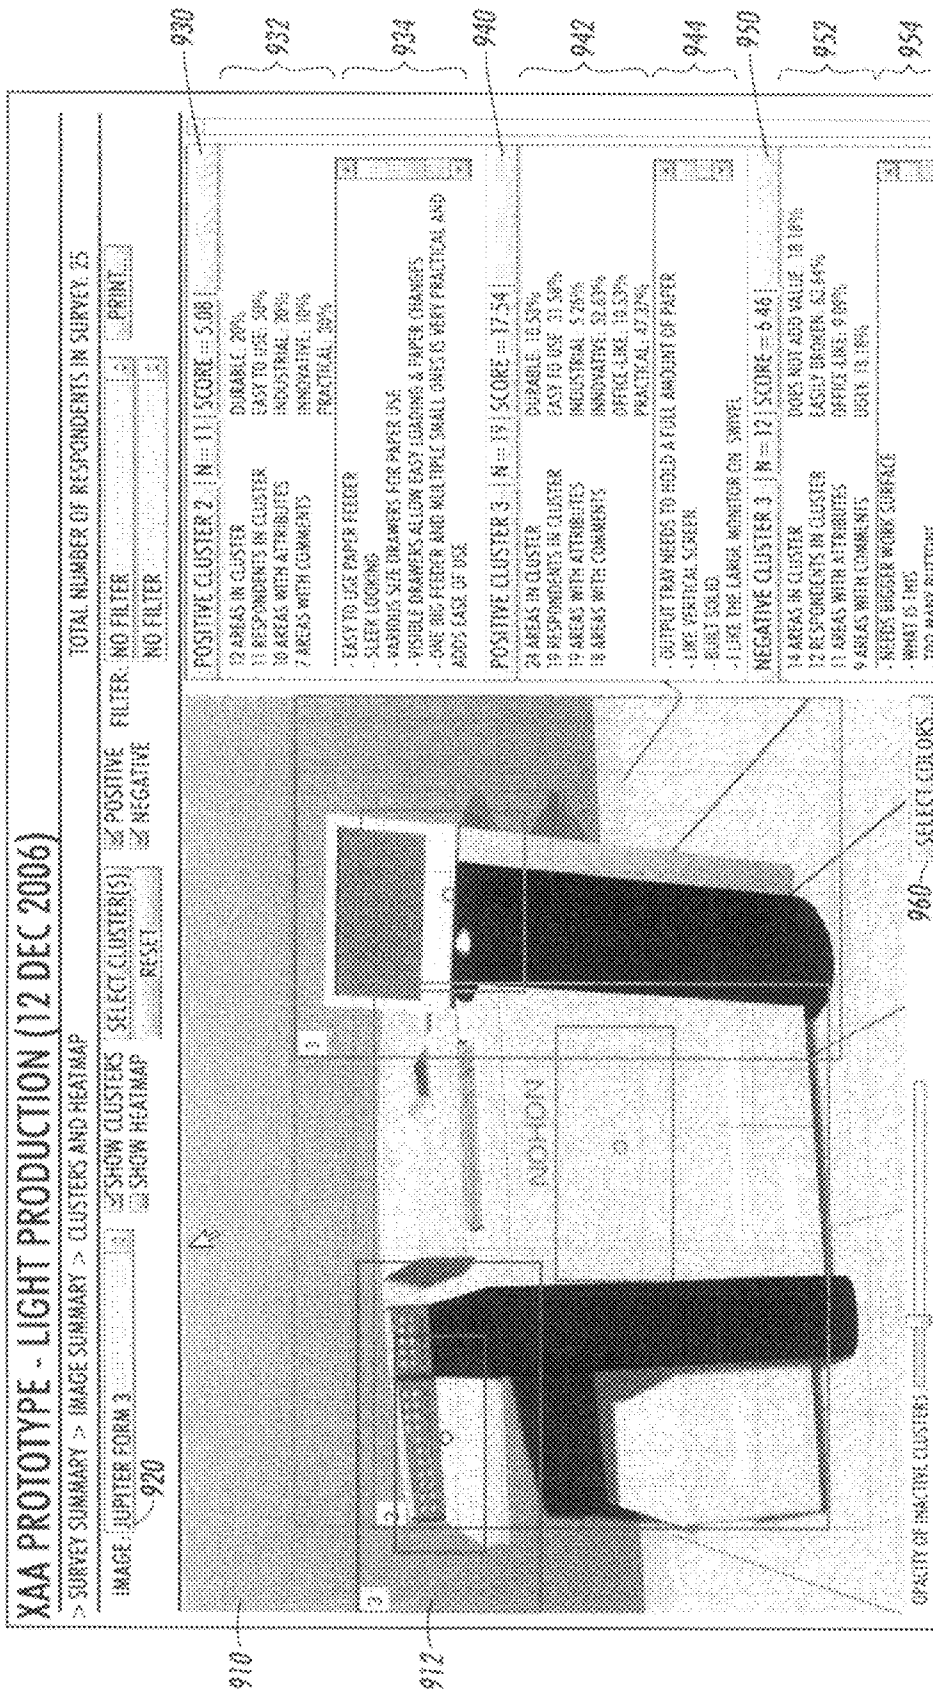 XAA PROTOTYPE - LIGHT PRODUCTION (12 DEC 2006)
> SURVEY SUMMARY > IMAGE SUMMARY > CLUSTERS AND HEATMAP
TOTAL NUMBER OF RESPONDENTS IN SURVEY: 25
IMAGE: JUPITER FORM 3
920
SHOW CLUSTERS
SHOW HEATMAP
SELECT CLUSTER(S)
RESET
POSITIVE
NEGATIVE
FILTER: NO FILTER
NO FILTER
PRINT...
910
912
3
2
3
NOHON
POSITIVE CLUSTER 2 | N = 11 | SCORE = 5.08
930
12 AREAS IN CLUSTER
11 RESPONDENTS IN CLUSTER
10 AREAS WITH ATTRIBUTES
7 AREAS WITH COMMENTS
DURABLE: 20%
EASY TO USE: 50%
INDUSTRIAL: 20%
INNOVATIVE: 10%
PRACTICAL: 30%
932
- EASY TO USE PAPER FEEDER
- SLEEK LOOKING
- VARIOUS SIZE DRAWERS FOR PAPER USE
- VISIBLE DRAWERS ALLOW EASY LOADING & PAPER CHANGES
- ONE BIG FEEDER AND MULTIPLE SMALL ONES IS VERY PRACTICAL AND
ADDS EASE OF USE
934
POSITIVE CLUSTER 3 | N = 19 | SCORE = 17.54
940
20 AREAS IN CLUSTER
19 RESPONDENTS IN CLUSTER
19 AREAS WITH ATTRIBUTES
18 AREAS WITH COMMENTS
DURABLE: 10.50%
EASY TO USE: 31.58%
INDUSTRIAL: 5.26%
INNOVATIVE: 52.63%
OFFICE-LIKE: 10.53%
PRACTICAL: 47.37%
942
- OUTPUT TRAY NEEDS TO HOLD A FULL AMOUNT OF PAPER
- LIKE VERTICAL SCREEN
- BUILT SOLID.
- I LIKE THE LARGE MONITOR ON SWIVEL
944
NEGATIVE CLUSTER 3 | N = 12 | SCORE = 6.46
950
14 AREAS IN CLUSTER
12 RESPONDENTS IN CLUSTER
11 AREAS WITH ATTRIBUTES
9 AREAS WITH COMMENTS
DOES NOT ADD VALUE: 18.18%
EASILY BROKEN:
OFFICE-LIKE: 9.09%
UGLY:
952
- NEEDS BIGGER WORK SURFACE
- WHAT IS THIS
- TOO MANY BUTTONS
954
OPACITY OF INACTIVE CLUSTERS
960
SELECT COLORS